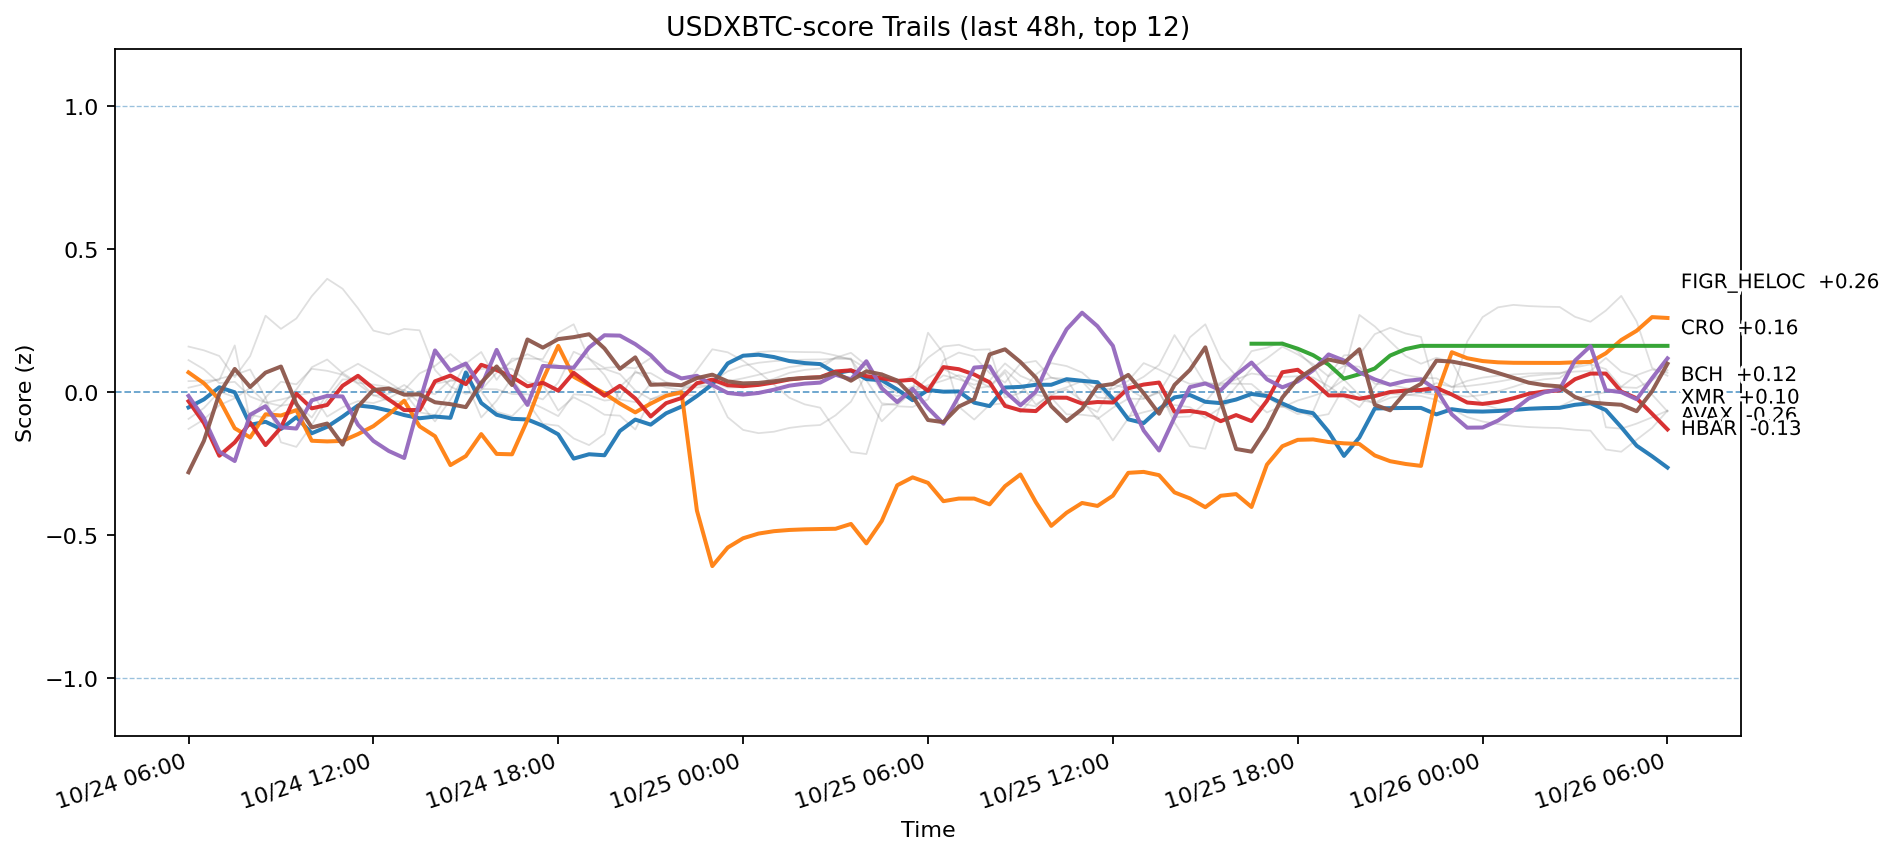 USDXBTC-score Trails (last 48h, top 12)
Score (z)
1.0
0.5
0.0
−0.5
−1.0
FIGR_HELOC +0.26
CRO +0.16
BCH +0.12
XMR +0.10
AVAX -0.26
HBAR -0.13
10/24 06:00
10/24 12:00
10/24 18:00
10/25 00:00
10/25 06:00
10/25 12:00
10/25 18:00
10/26 00:00
10/26 06:00
Time